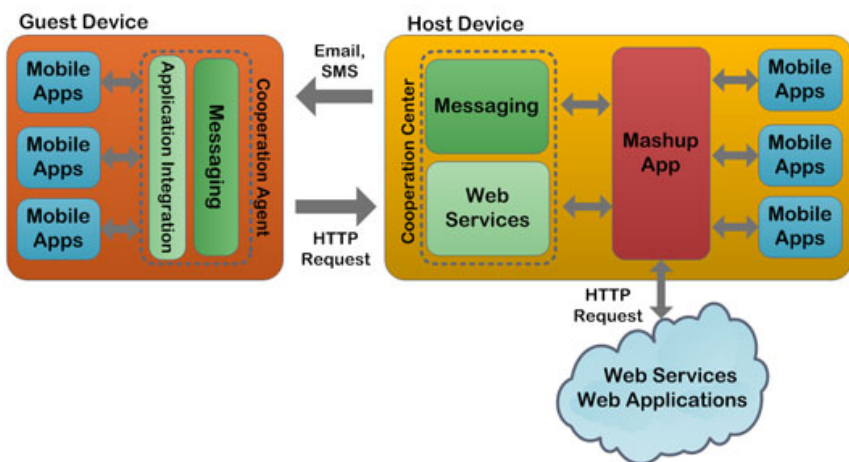 Guest Device
Mobile
Apps
Mobile
Apps
Mobile
Apps
Application Integration
Messaging
Cooperation Agent
Email,
SMS
HTTP
Request
Host Device
Cooperation Center
Messaging
Web
Services
Mashup
App
Mobile
Apps
Mobile
Apps
Mobile
Apps
HTTP
Request
Web Services
Web Applications